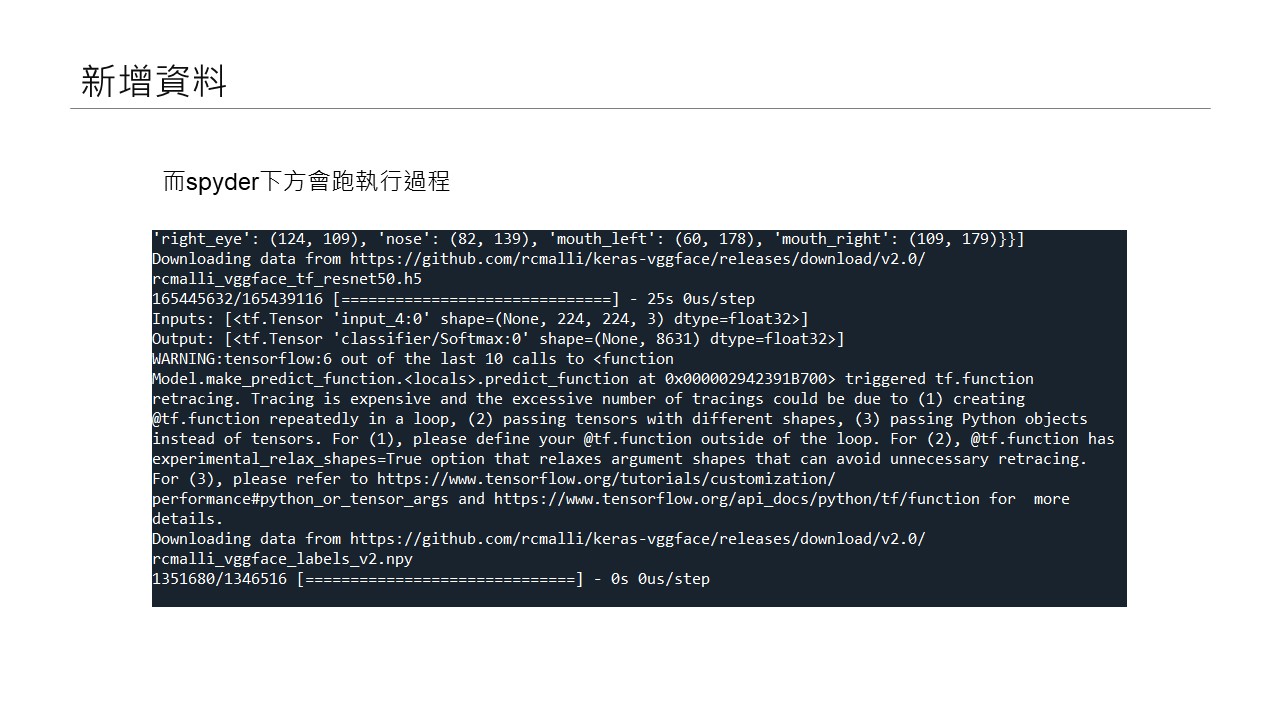 新增資料
而spyder下方會跑執行過程
'right_eye': (124, 109), 'nose': (82, 139), 'mouth_left': (60, 178), 'mouth_right': (109, 179)}}]
Downloading data from https://github.com/rcmalli/keras-vggface/releases/download/v2.0/
rcmalli_vggface_tf_resnet50.h5
165445632/165439116 [==============================] - 25s 0us/step
Inputs: [<tf.Tensor 'input_4:0' shape=(None, 224, 224, 3) dtype=float32>]
Output: [<tf.Tensor 'classifier/Softmax:0' shape=(None, 8631) dtype=float32>]
WARNING:tensorflow:6 out of the last 10 calls to <function
Model.make_predict_function.<locals>.predict_function at 0x000002942391B700> triggered tf.function
retracing. Tracing is expensive and the excessive number of tracings could be due to (1) creating
@tf.function repeatedly in a loop, (2) passing tensors with different shapes, (3) passing Python objects
instead of tensors. For (1), please define your @tf.function outside of the loop. For (2), @tf.function has
experimental_relax_shapes=True option that relaxes argument shapes that can avoid unnecessary retracing.
For (3), please refer to https://www.tensorflow.org/tutorials/customization/
performance#python_or_tensor_args and https://www.tensorflow.org/api_docs/python/tf/function for  more
details.
Downloading data from https://github.com/rcmalli/keras-vggface/releases/download/v2.0/
rcmalli_vggface_labels_v2.npy
1351680/1346516 [==============================] - 0s 0us/step